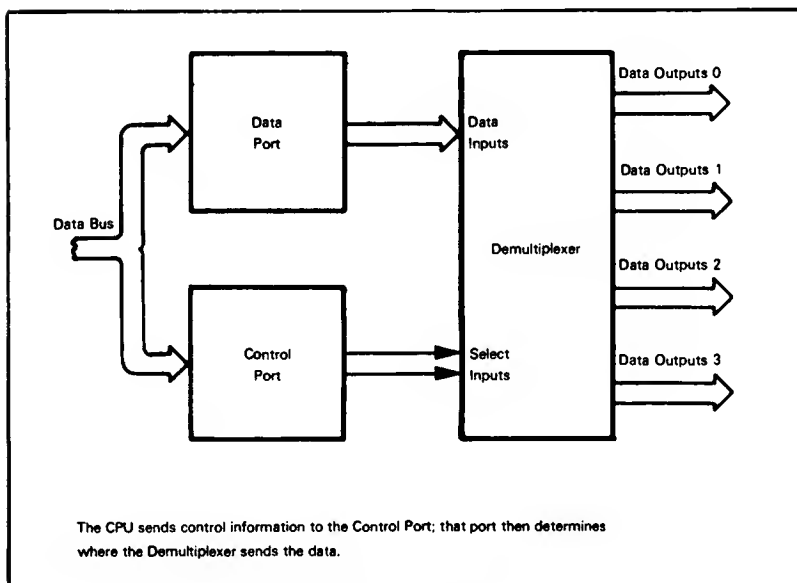 Data Outputs 0
Data
Port
Data
Inputs
Data Outputs 1
Data Bus
Demultiplexer
Data Outputs 2
Control
Port
Select
Inputs
Data Outputs 3
The CPU sends control information to the Control Port; that port then determines
where the Demultiplexer sends the data.